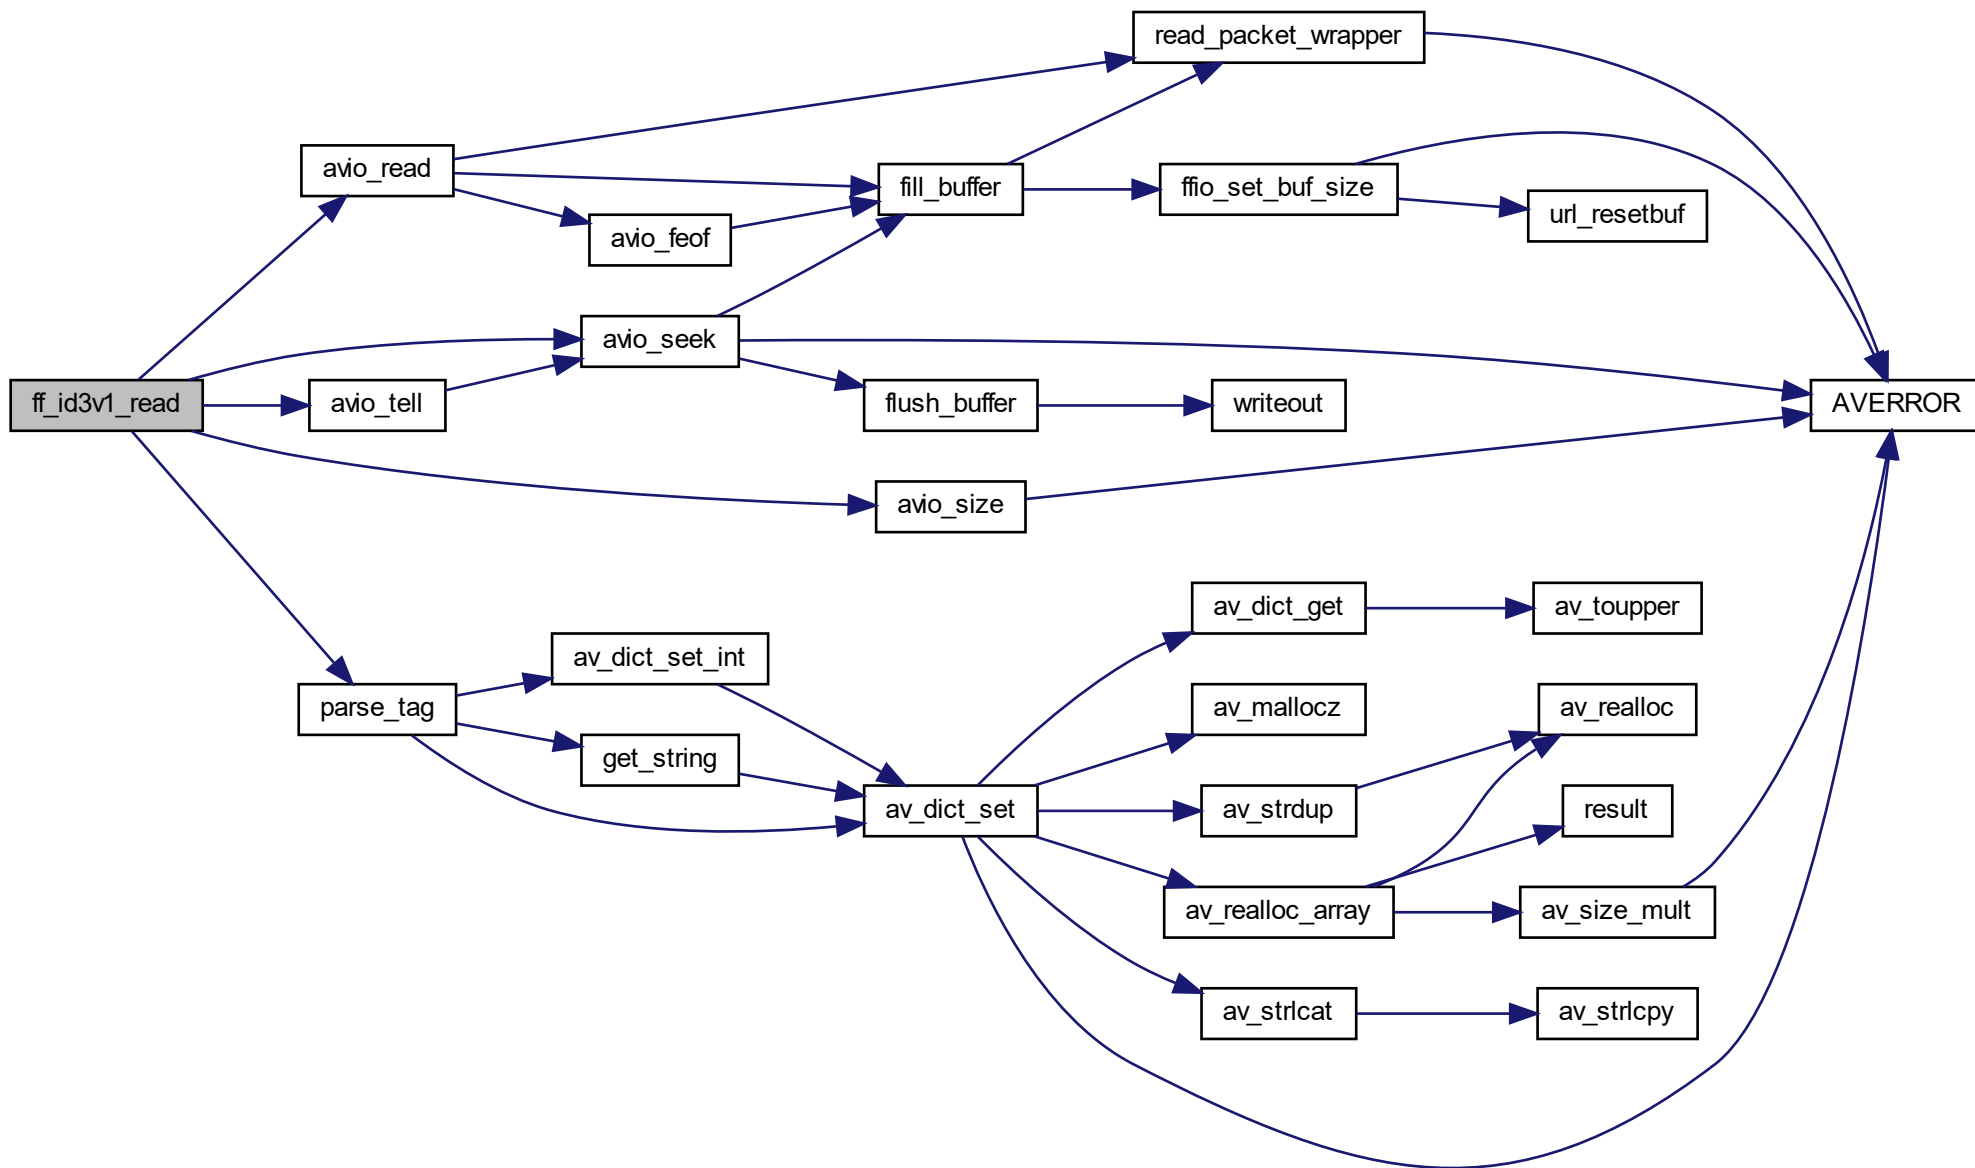 read_packet_wrapper
avio_read
fill_buffer
ffio_set_buf_size
url_resetbuf
avio_feof
avio_seek
ff_id3v1_read
avio_tell
flush_buffer
writeout
AVERROR
avio_size
av_dict_get
av_toupper
av_dict_set_int
parse_tag
av_mallocz
av_realloc
get_string
av_dict_set
av_strdup
result
av_realloc_array
av_size_mult
av_strlcat
av_strlcpy